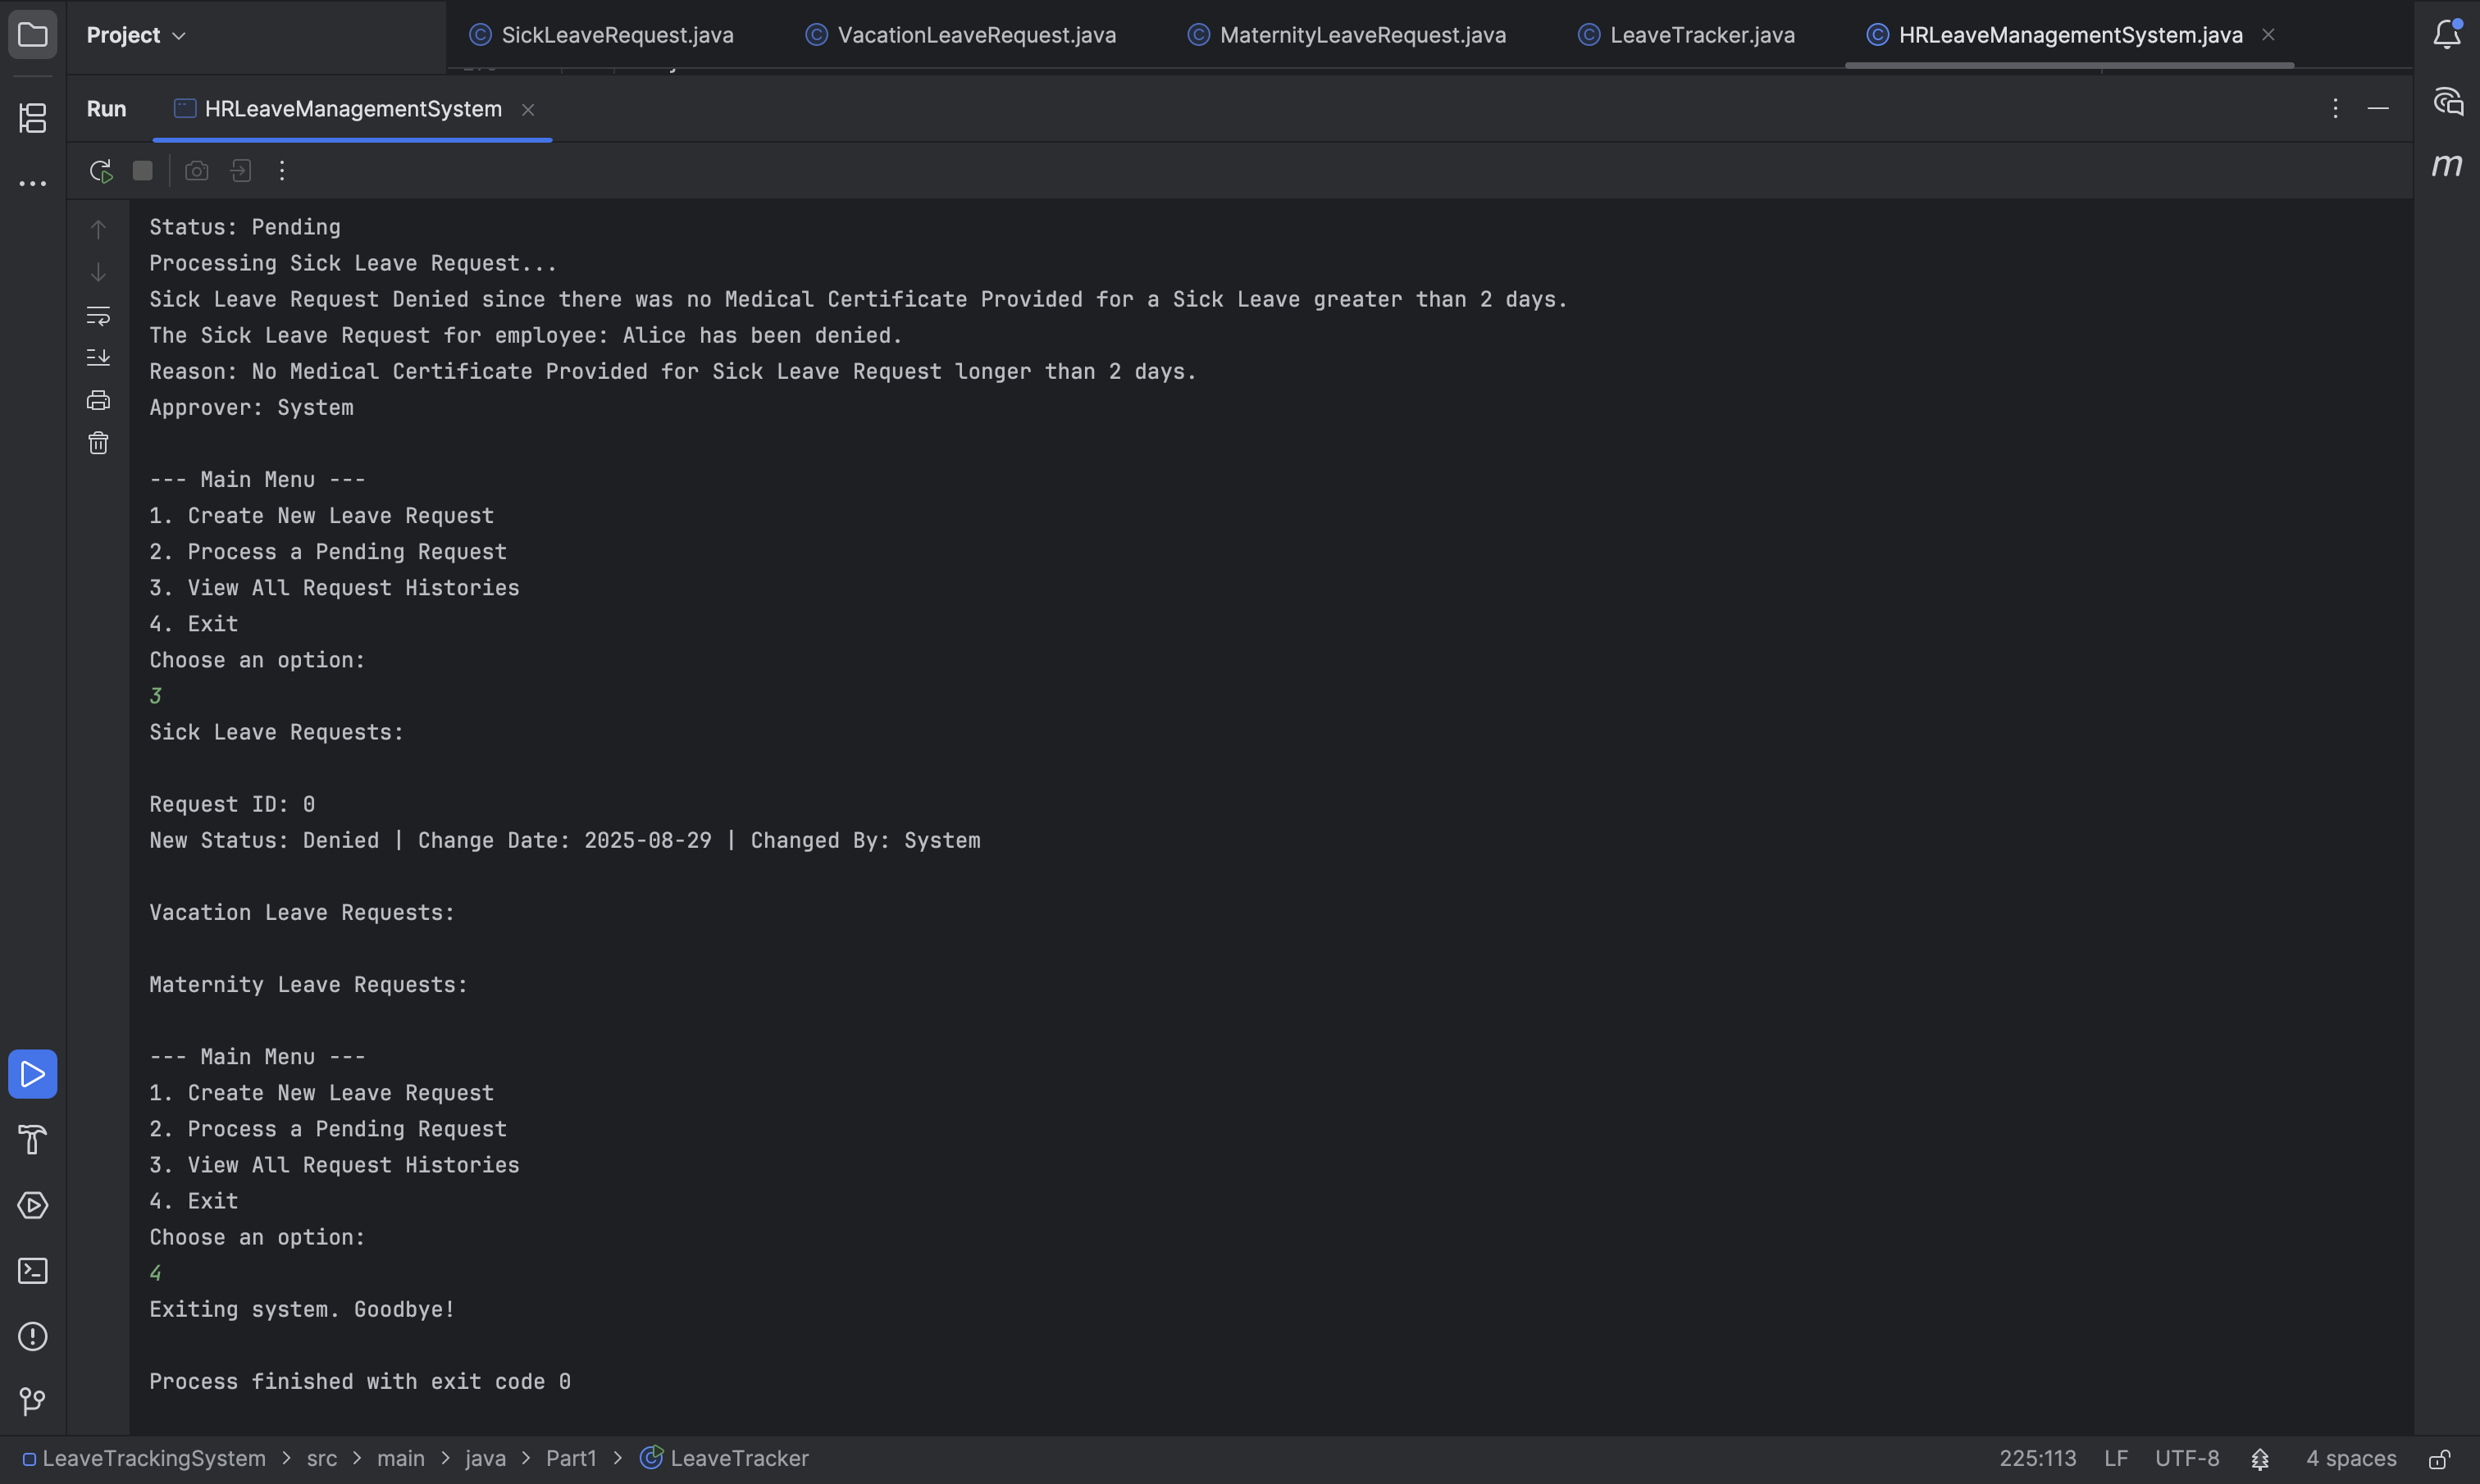 Project
SickLeaveRequest.java
VacationLeaveRequest.java
MaternityLeaveRequest.java
LeaveTracker.java
HRLeaveManagementSystem.java
Run
HRLeaveManagementSystem
m
Status: Pending
Processing Sick Leave Request...
Sick Leave Request Denied since there was no Medical Certificate Provided for a Sick Leave greater than 2 days.
The Sick Leave Request for employee: Alice has been denied.
Reason: No Medical Certificate Provided for Sick Leave Request longer than 2 days.
Approver: System
--- Main Menu ---
1. Create New Leave Request
2. Process a Pending Request
3. View All Request Histories
4. Exit
Choose an option:
3
Sick Leave Requests:
Request ID: 0
New Status: Denied | Change Date: 2025-08-29 | Changed By: System
Vacation Leave Requests:
Maternity Leave Requests:
--- Main Menu ---
1. Create New Leave Request
2. Process a Pending Request
3. View All Request Histories
4. Exit
Choose an option:
4
Exiting system. Goodbye!
Process finished with exit code 0
LeaveTrackingSystem > src > main > java > Part1 > LeaveTracker
225:113 LF UTF-8 4 spaces